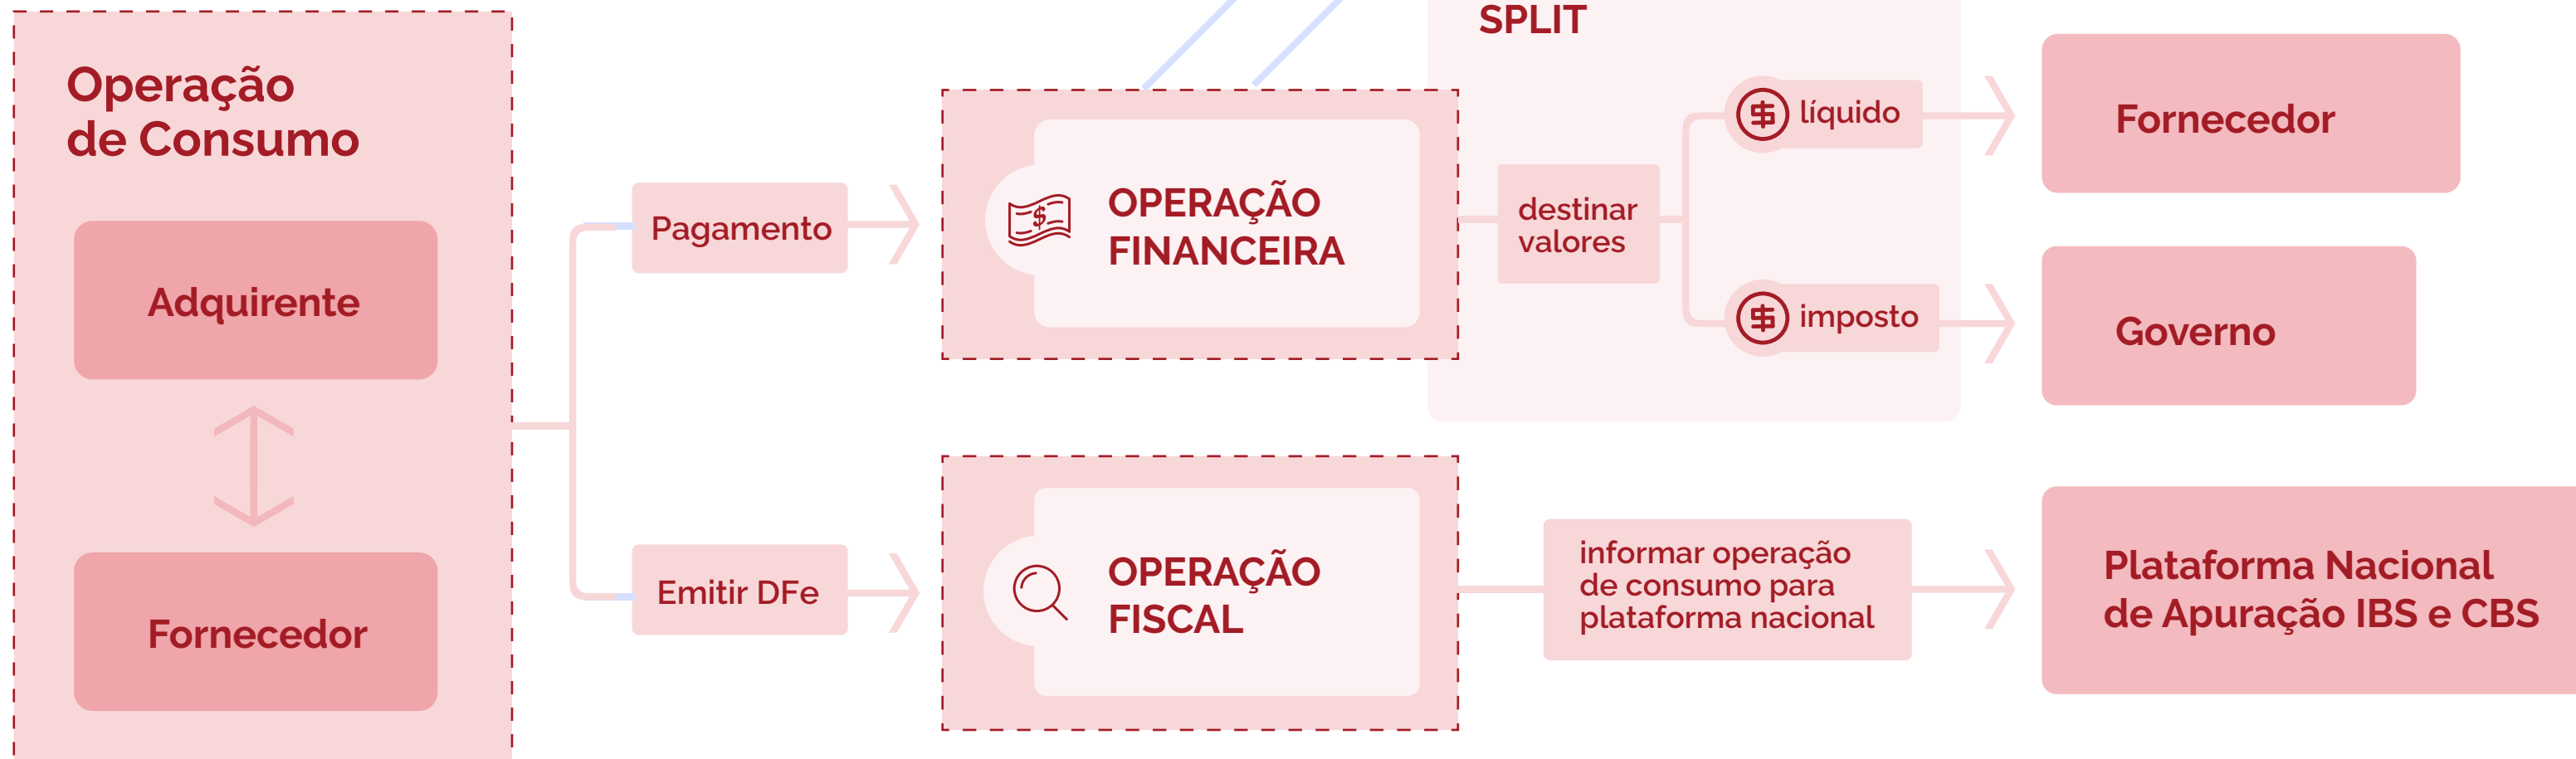 Operação
de Consumo
Adquirente
Fornecedor
Pagamento
Emitir DFe
OPERAÇÃO
FINANCEIRA
OPERAÇÃO
FISCAL
SPLIT
destinar
valores
líquido
imposto
informar operação
de consumo para
plataforma nacional
Fornecedor
Governo
Plataforma Nacional
de Apuração IBS e CBS